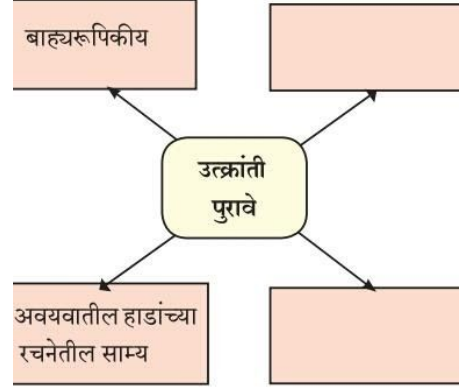 बाह्यरूपिकीय
उत्क्रांती
पुरावे
अवयवातील हाडांच्या
रचनेतील साम्य